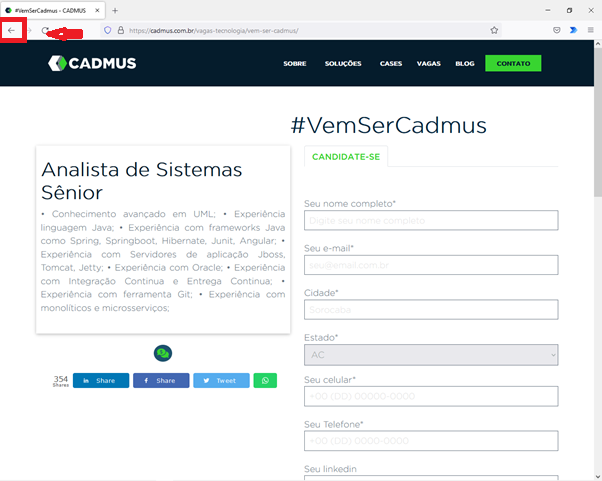 #VemSerCadmus - CADMUS
https://cadmus.com.br/vagas-tecnologia/vem-ser-cadmus/
CADMUS
SOBRE SOLUÇÕES CASES VAGAS BLOG CONTATO
#VemSerCadmus
CANDIDATE-SE
Analista de Sistemas
Sênior
• Conhecimento avançado em UML; • Experiência
linguagem Java; • Experiência com frameworks Java
como Spring, Springboot, Hibernate, Junit, Angular; •
Experiência com Servidores de aplicação Jboss,
Tomcat, Jetty; • Experiência com Oracle; • Experiência
com Integração Continua e Entrega Continua; •
Experiência com ferramenta Git; • Experiência com
monolíticos e microsserviços;
354
Shares
Share
Share
Tweet
Seu nome completo*
Digite seu nome completo
Seu e-mail*
seu@email.com.br
Cidade*
Sorocaba
Estado*
AC
Seu celular*
+00 (DD) 00000-0000
Seu Telefone*
+00 (DD) 0000-0000
Seu linkedin